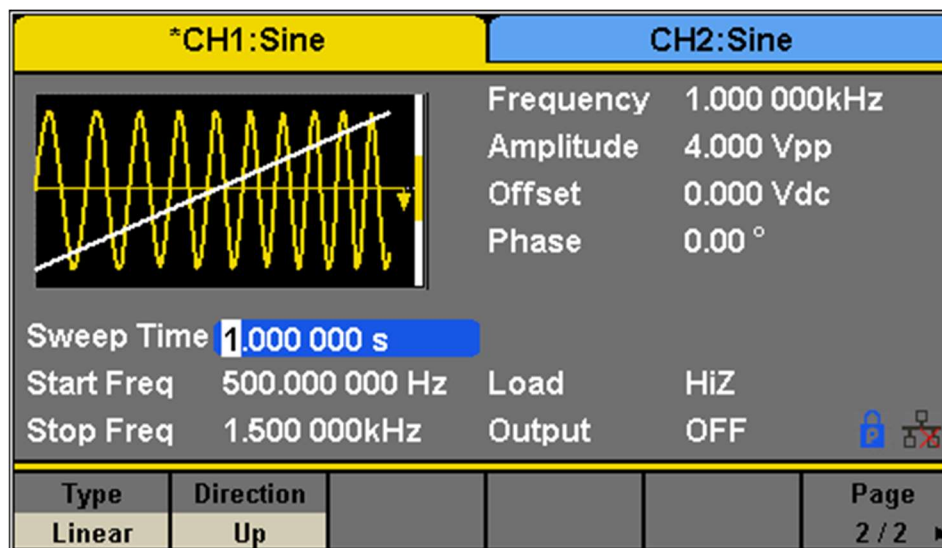 *CH1:Sine CH2:Sine
Frequency 1.000 000kHz
Amplitude 4.000 Vpp
Offset 0.000 Vdc
Phase 0.00 °
Sweep Time 1.000 000 s
Start Freq 500.000 000 Hz Load HiZ
Stop Freq 1.500 000kHz Output OFF
P
Type Direction Page
Linear Up 2 / 2